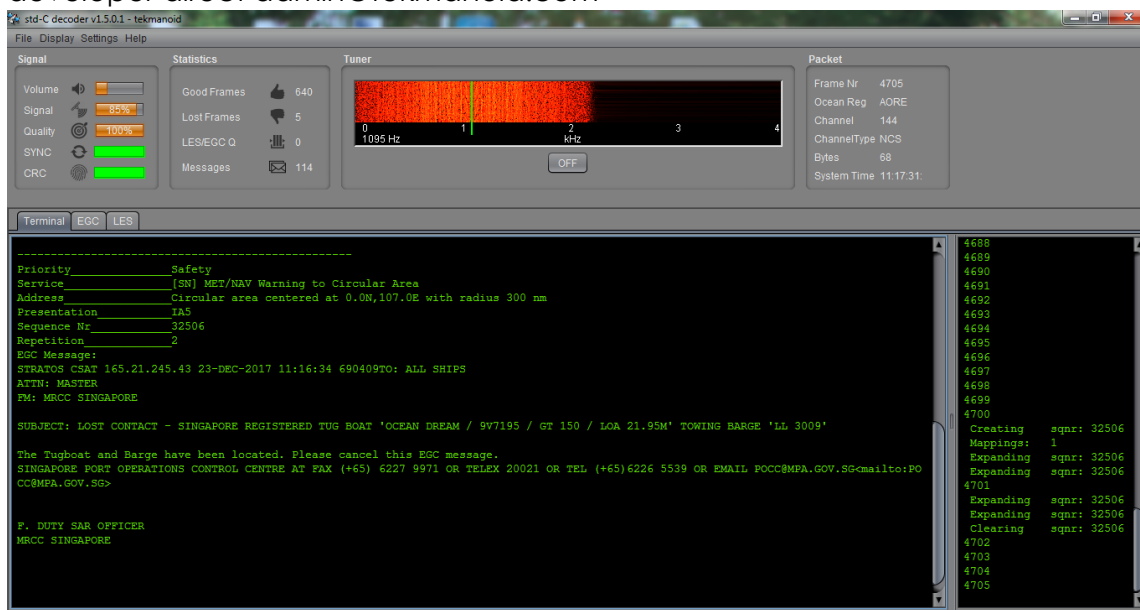 developer directadmin@tekmanoid.com
std-C decoder v1.5.0.1 - tekmanoid
File Display Settings Help
Signal
Volume
Signal 85%
Quality 100%
SYNC
CRC
Statistics
Good Frames 640
Lost Frames 5
LES/EGC Q 0
Messages 114
Tuner
0 1 2 3 4
1095 Hz kHz
OFF
Packet
Frame Nr 4705
Ocean Reg AORE
Channel 144
ChannelType NCS
Bytes 68
System Time 11:17:31:
Terminal EGC LES
----------------------------------------------------
Priority_______________Safety
Service________________[SN] MET/NAV Warning to Circular Area
Address________________Circular area centered at 0.0N,107.0E with radius 300 nm
Presentation___________IA5
Sequence Nr____________32506
Repetition_____________2
EGC Message:
STRATOS CSAT 165.21.245.43 23-DEC-2017 11:16:34 690409TO: ALL SHIPS
ATTN: MASTER
FM: MRCC SINGAPORE
SUBJECT: LOST CONTACT - SINGAPORE REGISTERED TUG BOAT 'OCEAN DREAM / 9V7195 / GT 150 / LOA 21.95M' TOWING BARGE 'LL 3009'
The Tugboat and Barge have been located. Please cancel this EGC message.
SINGAPORE PORT OPERATIONS CONTROL CENTRE AT FAX (+65) 6227 9971 OR TELEX 20021 OR TEL (+65)6226 5539 OR EMAIL POCC@MPA.GOV.SG<mailto:PO
CC@MPA.GOV.SG>
F. DUTY SAR OFFICER
MRCC SINGAPORE
4688
4689
4690
4691
4692
4693
4694
4695
4696
4697
4698
4699
4700
Creating sqnr: 32506
Mappings: 1
Expanding sqnr: 32506
Expanding sqnr: 32506
4701
Expanding sqnr: 32506
Expanding sqnr: 32506
Clearing sqnr: 32506
4702
4703
4704
4705